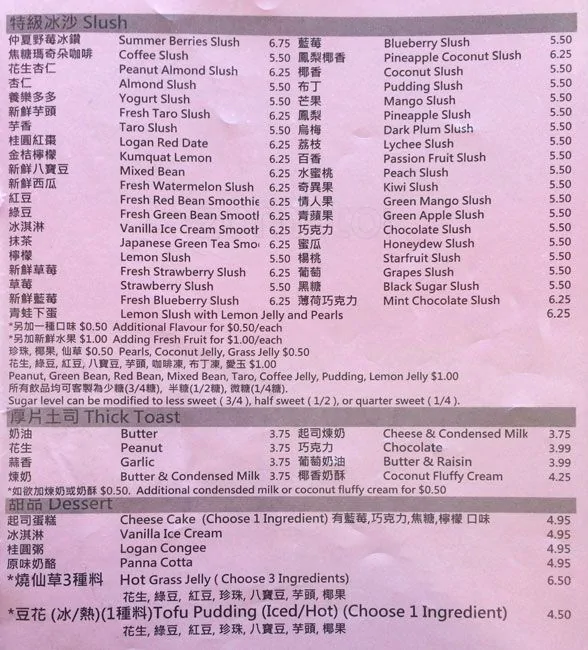 特級冰沙 Slush
仲夏野莓冰鑽 Summer Berries Slush 6.75 藍莓 Blueberry Slush 5.50
焦糖瑪奇朵咖啡 Coffee Slush 5.50 鳳梨椰香 Pineapple Coconut Slush 6.25
花生杏仁 Peanut Almond Slush 6.25 椰香 Coconut Slush 5.50
杏仁 Almond Slush 5.50 布丁 Pudding Slush 5.50
養樂多多 Yogurt Slush 5.50 芒果 Mango Slush 5.50
新鮮芋頭 Fresh Taro Slush 6.25 鳳梨 Pineapple Slush 5.50
芋香 Taro Slush 5.50 烏梅 Dark Plum Slush 5.50
桂圓紅棗 Logan Red Date 6.25 荔枝 Lychee Slush 5.50
金桔檸檬 Kumquat Lemon 6.25 百香 Passion Fruit Slush 5.50
新鮮八寶豆 Mixed Bean 6.25 水蜜桃 Peach Slush 5.50
新鮮西瓜 Fresh Watermelon Slush 6.25 奇異果 Kiwi Slush 5.50
紅豆 Fresh Red Bean Smoothie 6.25 情人果 Green Mango Slush 5.50
綠豆 Fresh Green Bean Smooth 6.25 青蘋果 Green Apple Slush 5.50
冰淇淋 Vanilla Ice Cream Smooth 6.25 巧克力 Chocolate Slush 5.50
抹茶 Japanese Green Tea Smoo 6.25 蜜瓜 Honeydew Slush 5.50
檸檬 Lemon Slush 5.50 楊桃 Starfruit Slush 5.50
新鮮草莓 Fresh Strawberry Slush 6.25 葡萄 Grapes Slush 5.50
草莓 Strawberry Slush 5.50 黑糖 Black Sugar Slush 5.50
新鮮藍莓 Fresh Blueberry Slush 6.25 薄荷巧克力 Mint Chocolate Slush 6.25
青蛙下蛋 Lemon Slush with Lemon Jelly and Pearls 6.25
*另加一種口味 $0.50 Additional Flavour for $0.50/each
*另加新鮮水果 $1.00 Adding Fresh Fruit for $1.00/each
珍珠, 椰果, 仙草 $0.50 Pearls, Coconut Jelly, Grass Jelly $0.50
花生, 綠豆, 紅豆, 八寶豆, 芋頭, 咖啡凍, 布丁凍, 愛玉 $1.00
Peanut, Green Bean, Red Bean, Mixed Bean, Taro, Coffee Jelly, Pudding, Lemon Jelly $1.00
所有飲品均可客製為少糖(3/4糖), 半糖(1/2糖), 微糖(1/4糖).
Sugar level can be modified to less sweet ( 3/4 ), half sweet ( 1/2 ), or quarter sweet ( 1/4 ).
厚片土司 Thick Toast
奶油 Butter 3.75 起司煉奶 Cheese & Condensed Milk 3.75
花生 Peanut 3.75 巧克力 Chocolate 3.99
蒜香 Garlic 3.75 葡萄奶油 Butter & Raisin 3.99
煉奶 Butter & Condensed Milk 3.75 椰香奶酥 Coconut Fluffy Cream 4.25
*如欲加煉奶或奶酥 $0.50. Additional condensded milk or coconut fluffy cream for $0.50
甜品 Dessert
起司蛋糕 Cheese Cake (Choose 1 Ingredient) 有藍莓,巧克力,焦糖,檸檬 口味 4.95
冰淇淋 Vanilla Ice Cream 4.95
桂圓粥 Logan Congee 4.95
原味奶酪 Panna Cotta 4.95
*燒仙草3種料 Hot Grass Jelly ( Choose 3 Ingredients) 6.50
花生, 綠豆, 紅豆, 珍珠, 八寶豆, 芋頭, 椰果
*豆花 (冰/熱)(1種料)Tofu Pudding (Iced/Hot) (Choose 1 Ingredient) 4.50
花生, 綠豆, 紅豆, 珍珠, 八寶豆, 芋頭, 椰果